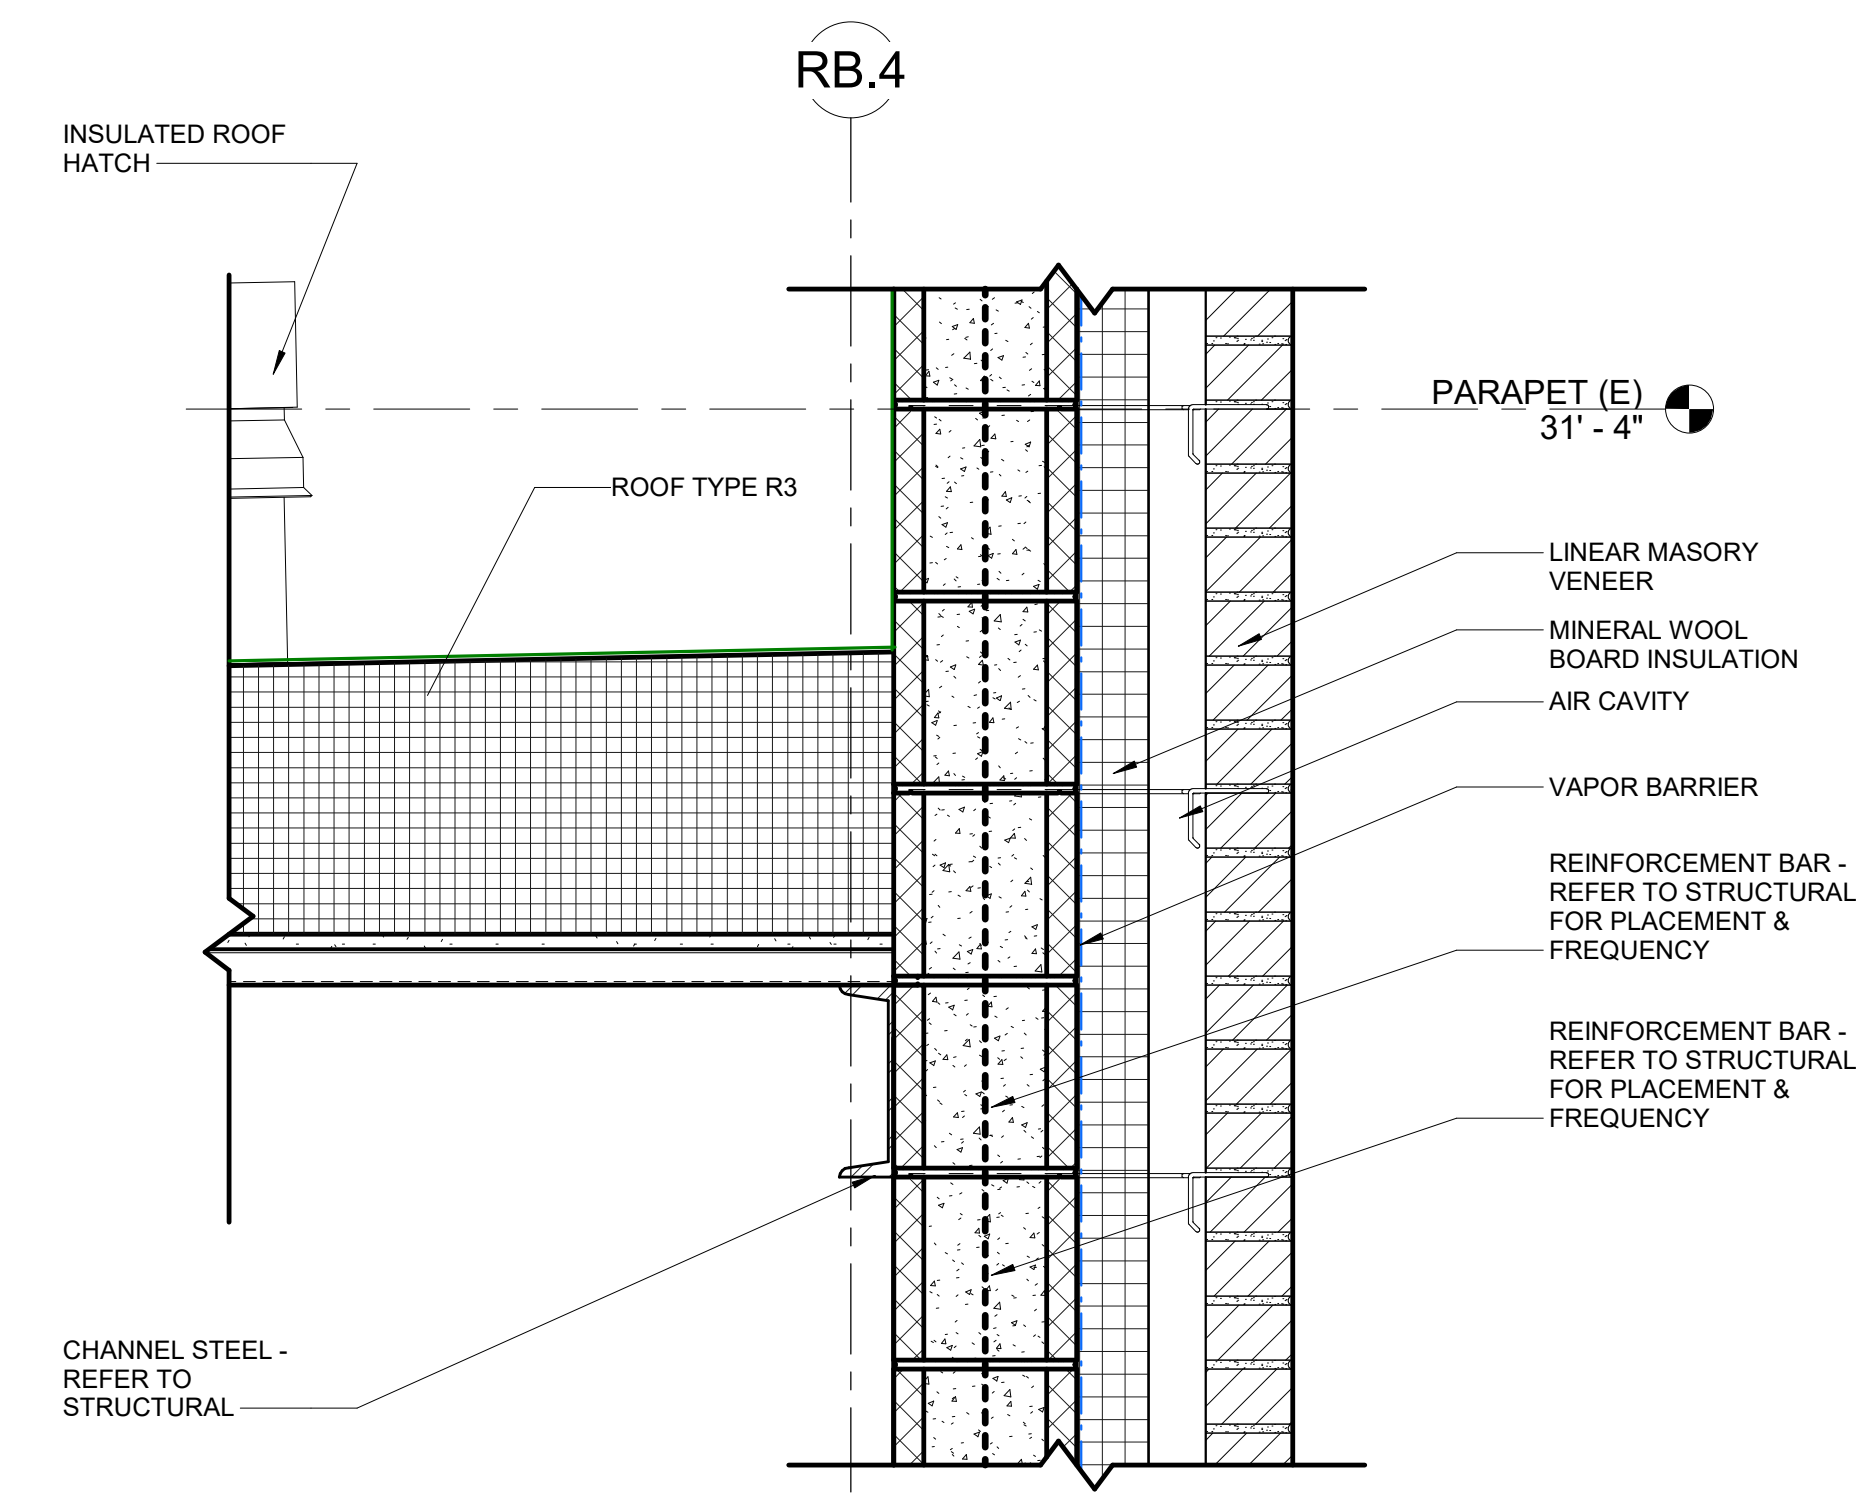 RB.4
INSULATED ROOF
HATCH
PARAPET (E)
31' - 4"
ROOF TYPE R3
LINEAR MASORY
VENEER
MINERAL WOOL
BOARD INSULATION
AIR CAVITY
VAPOR BARRIER
REINFORCEMENT BAR -
REFER TO STRUCTURAL
FOR PLACEMENT &
FREQUENCY
REINFORCEMENT BAR -
REFER TO STRUCTURAL
FOR PLACEMENT &
FREQUENCY
CHANNEL STEEL -
REFER TO
STRUCTURAL